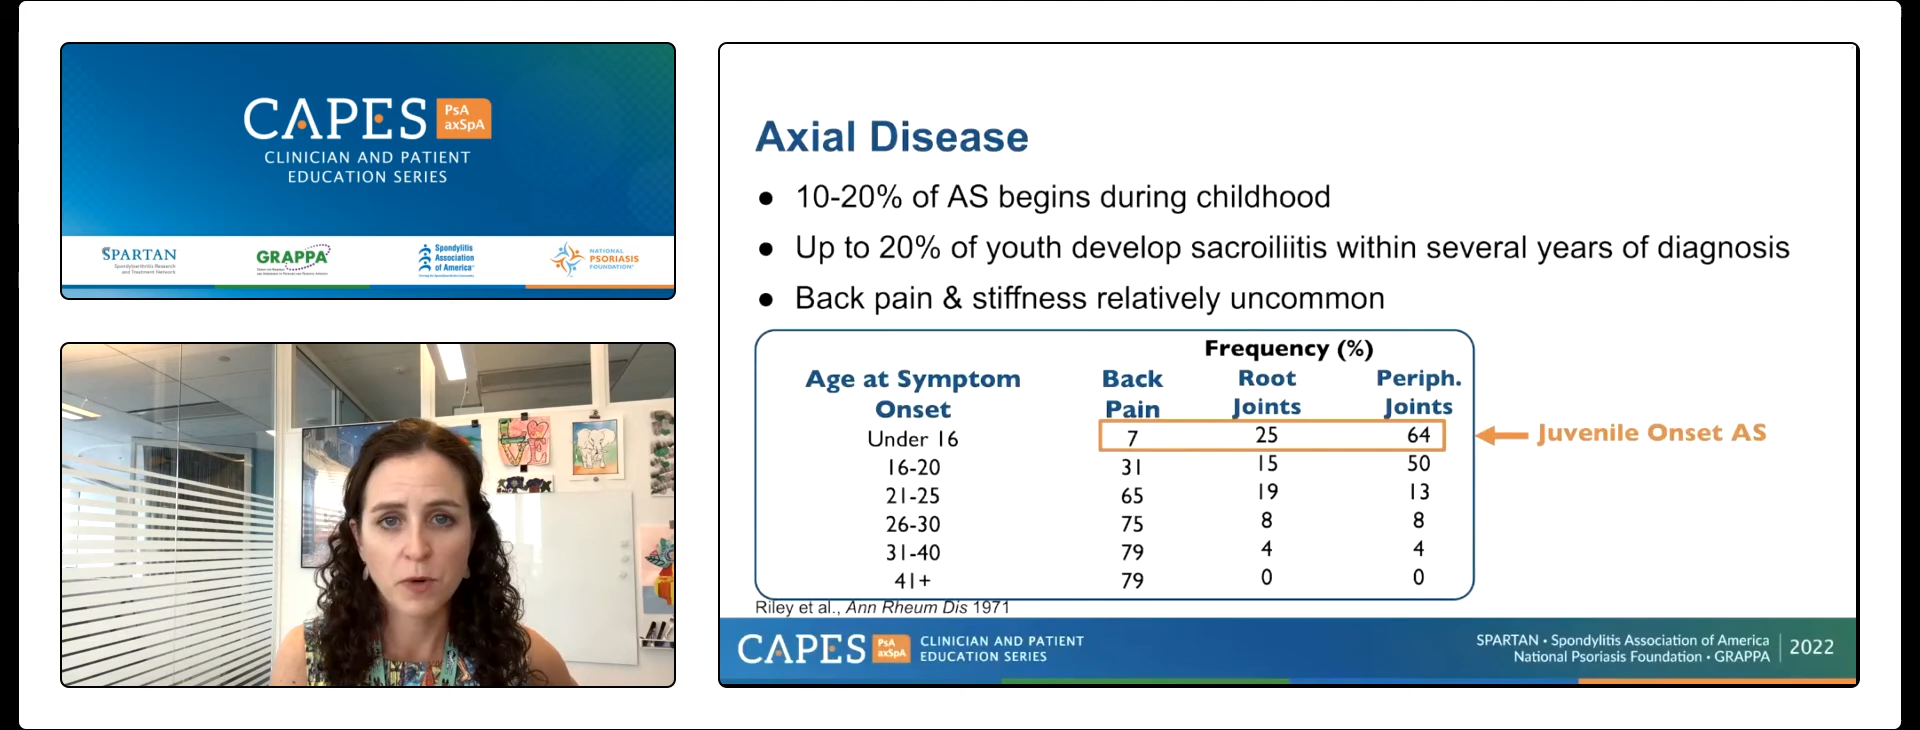 CAPES PsA axSpA
CLINICIAN AND PATIENT
EDUCATION SERIES
SPARTAN
Spondyloarthritis Research
and Treatment Network
GRAPPA
Spondylitis
Association
of America
NATIONAL
PSORIASIS
FOUNDATION
Axial Disease
● 10-20% of AS begins during childhood
● Up to 20% of youth develop sacroiliitis within several years of diagnosis
● Back pain & stiffness relatively uncommon
Frequency (%)
Age at Symptom Onset Back Pain Root Joints Periph. Joints
Under 16 7 25 64
Juvenile Onset AS
16-20 31 15 50
21-25 65 19 13
26-30 75 8 8
31-40 79 4 4
41+ 79 0 0
Riley et al., Ann Rheum Dis 1971
CAPES PsA axSpA
CLINICIAN AND PATIENT
EDUCATION SERIES
SPARTAN • Spondylitis Association of America
National Psoriasis Foundation • GRAPPA
2022